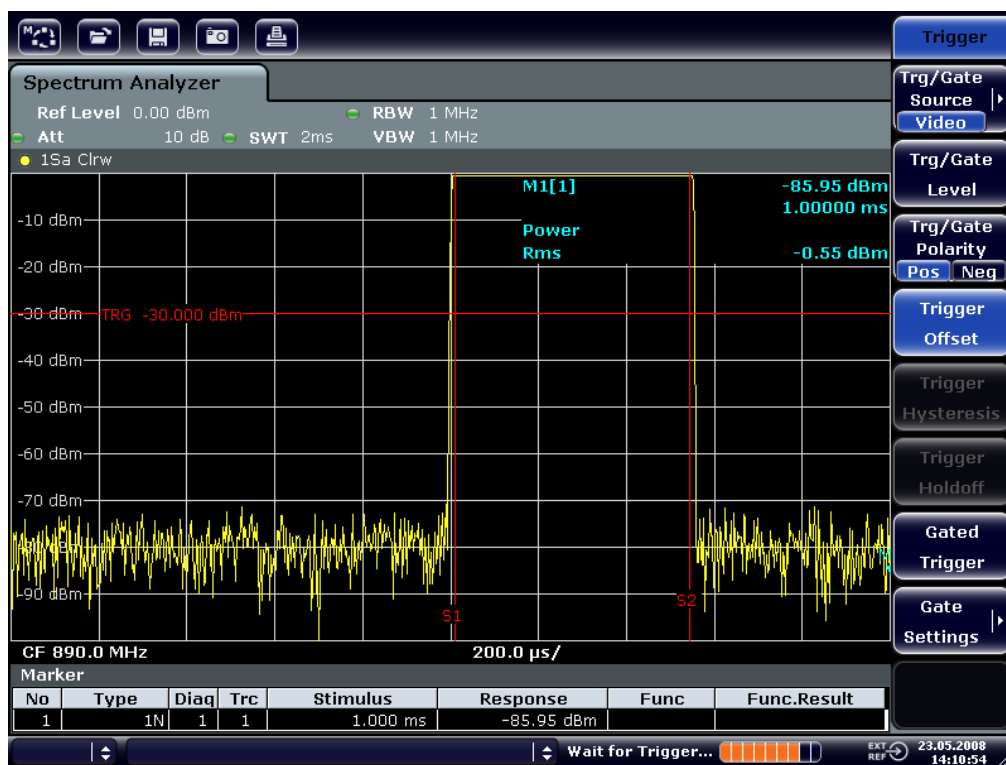 M
Trigger
Spectrum Analyzer
Ref Level 0.00 dBm
RBW 1 MHz
Att 10 dB
SWT 2ms
VBW 1 MHz
1Sa Clrw
M1[1] -85.95 dBm
1.00000 ms
Power
Rms -0.55 dBm
-10 dBm
-20 dBm
-30 dBm
TRG -30.000 dBm
-40 dBm
-50 dBm
-60 dBm
-70 dBm
-80 dBm
-90 dBm
S1
S2
CF 890.0 MHz
200.0 µs/
Marker
No Type Diag Trc Stimulus Response Func Func.Result
1 1N 1 1 1.000 ms -85.95 dBm
Wait for Trigger...
EXT
REF
23.05.2008
14:10:54
Trg/Gate
Source
Video
Trg/Gate
Level
Trg/Gate
Polarity
Pos Neg
Trigger
Offset
Trigger
Hysteresis
Trigger
Holdoff
Gated
Trigger
Gate
Settings